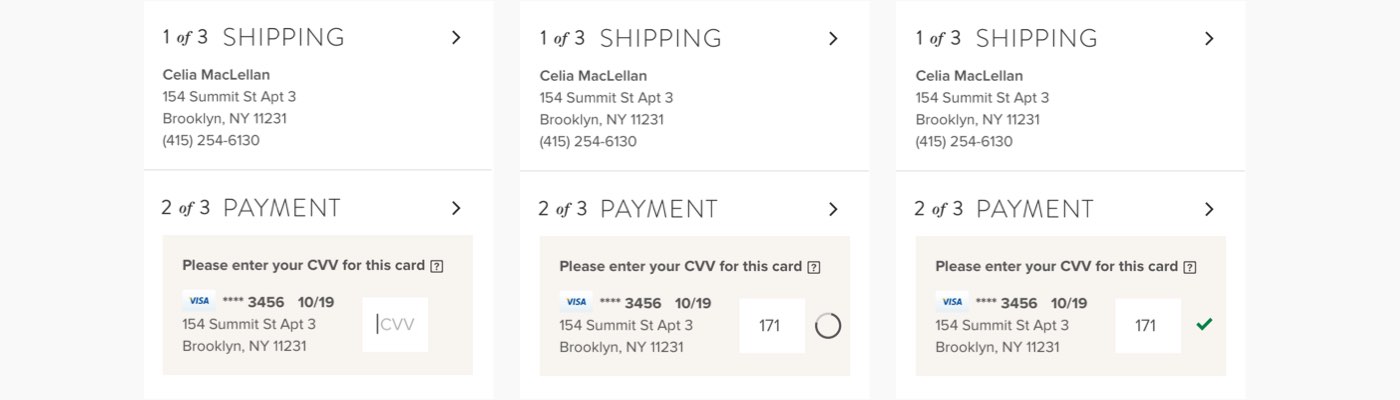 1 of 3 SHIPPING
Celia MacLellan
154 Summit St Apt 3
Brooklyn, NY 11231
(415) 254-6130
2 of 3 PAYMENT
Please enter your CVV for this card ?
VISA **** 3456 10/19
154 Summit St Apt 3
Brooklyn, NY 11231
CVV
1 of 3 SHIPPING
Celia MacLellan
154 Summit St Apt 3
Brooklyn, NY 11231
(415) 254-6130
2 of 3 PAYMENT
Please enter your CVV for this card ?
VISA **** 3456 10/19
154 Summit St Apt 3
Brooklyn, NY 11231
171
1 of 3 SHIPPING
Celia MacLellan
154 Summit St Apt 3
Brooklyn, NY 11231
(415) 254-6130
2 of 3 PAYMENT
Please enter your CVV for this card ?
VISA **** 3456 10/19
154 Summit St Apt 3
Brooklyn, NY 11231
171